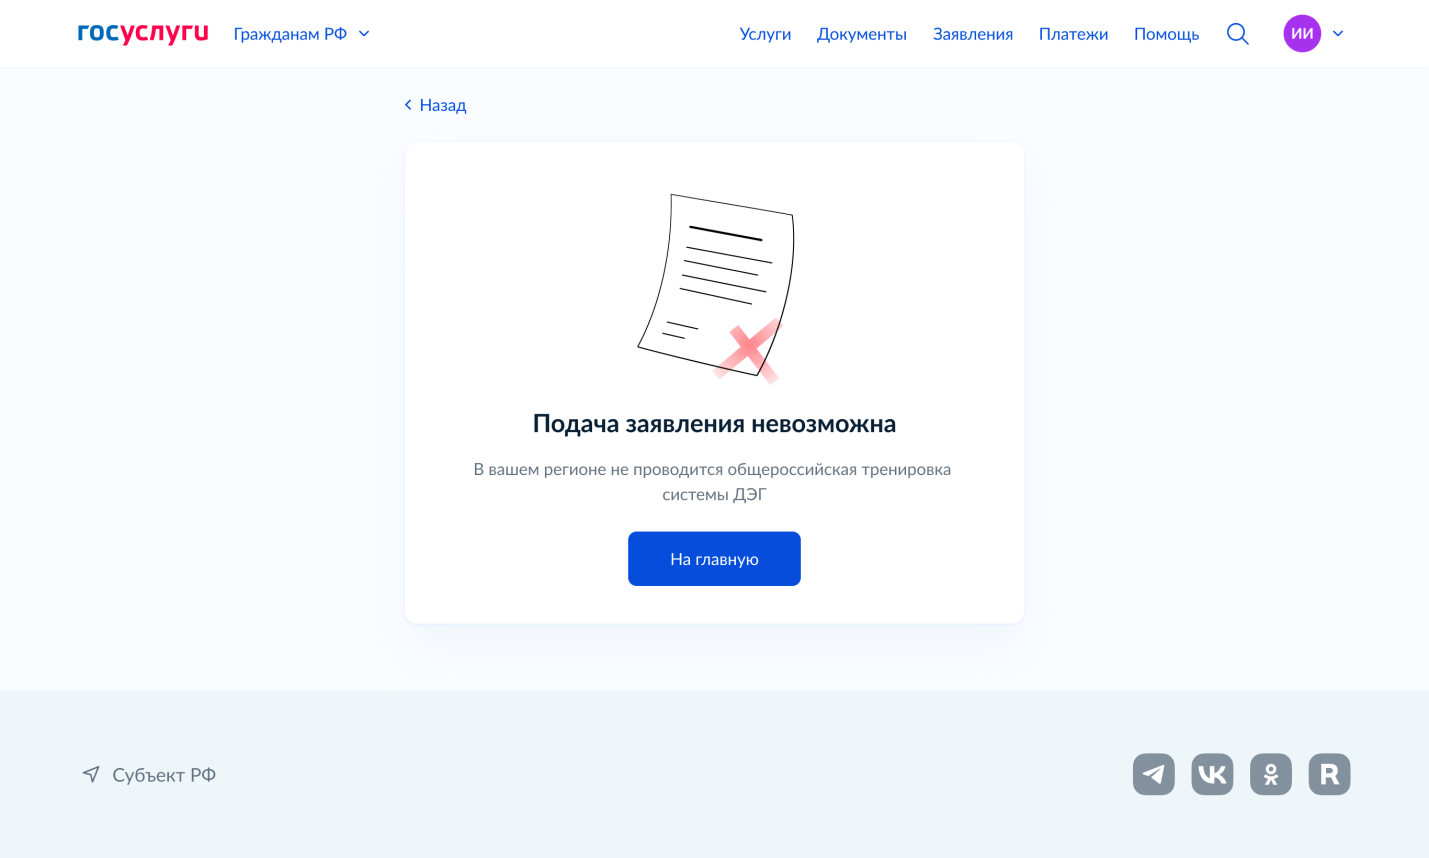 госуслуги Гражданам РФ Услуги Документы Заявления Платежи Помощь ИИ
Назад
Подача заявления невозможна
В вашем регионе не проводится общероссийская тренировка
системы ДЭГ
На главную
Субъект РФ